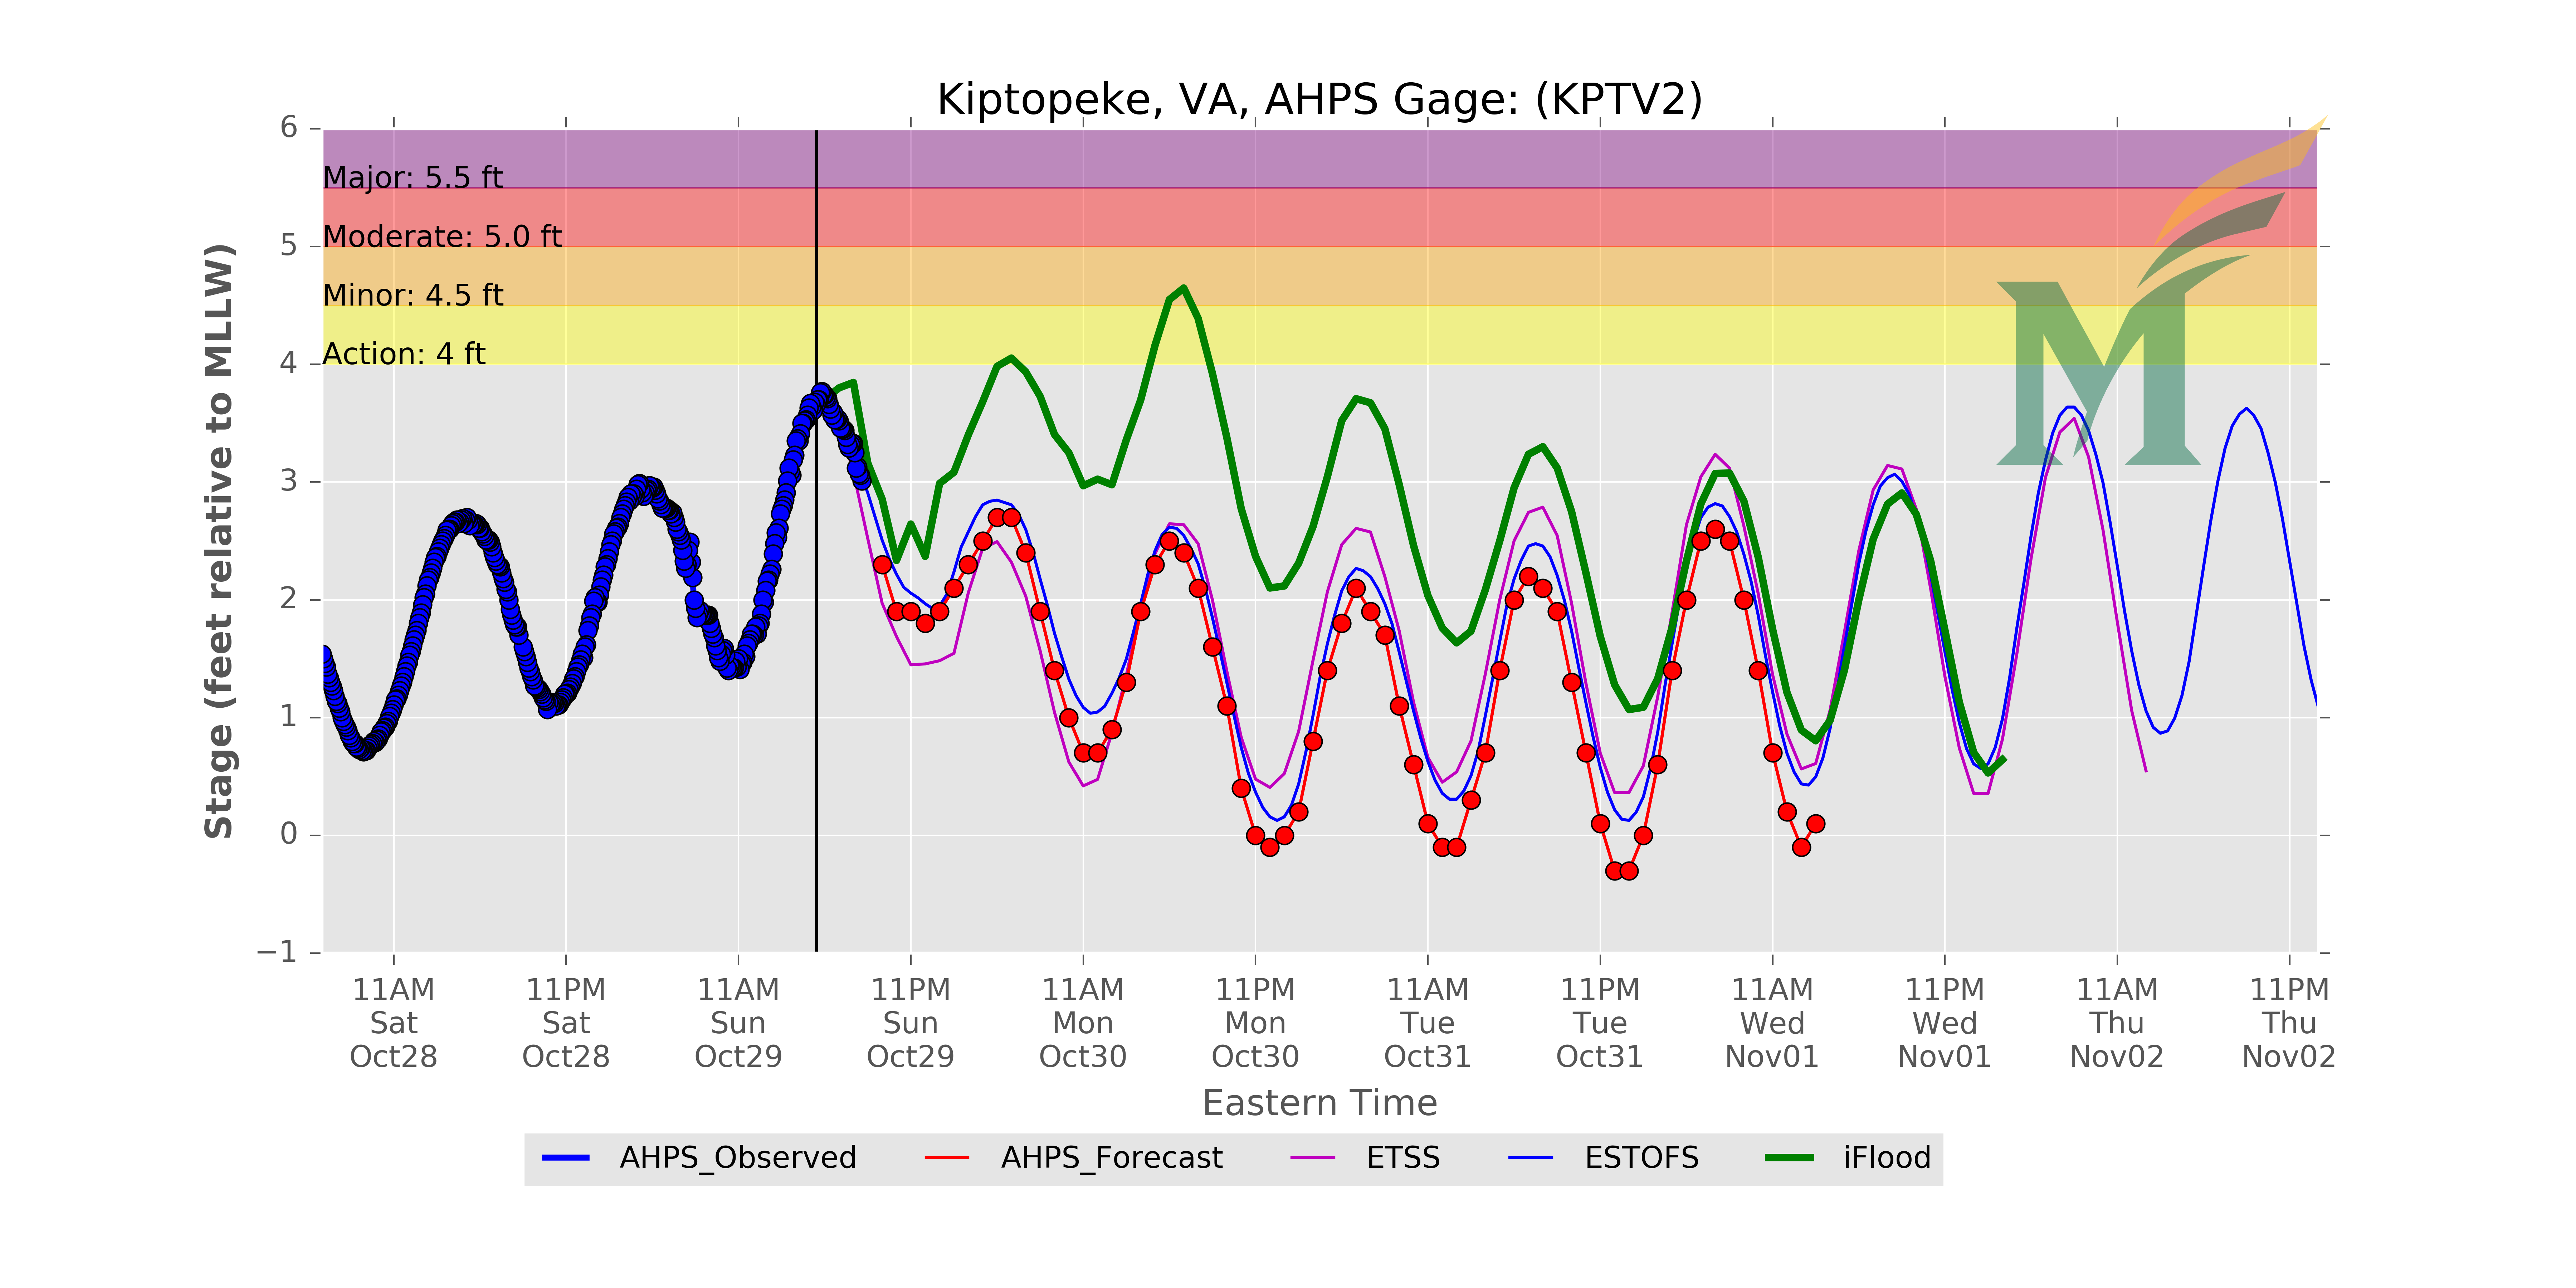 Kiptopeke, VA, AHPS Gage: (KPTV2)
6
5
4
3
2
1
0
−1
Stage (feet relative to MLLW)
Major: 5.5 ft
Moderate: 5.0 ft
Minor: 4.5 ft
Action: 4 ft
M
11AM Sat Oct28
11PM Sat Oct28
11AM Sun Oct29
11PM Sun Oct29
11AM Mon Oct30
11PM Mon Oct30
11AM Tue Oct31
11PM Tue Oct31
11AM Wed Nov01
11PM Wed Nov01
11AM Thu Nov02
11PM Thu Nov02
Eastern Time
AHPS_Observed AHPS_Forecast ETSS ESTOFS iFlood